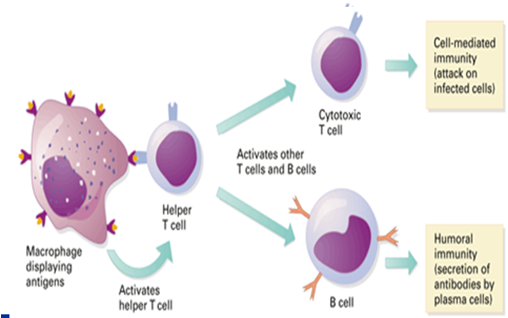 Macrophage
displaying
antigens
Activates
helper T cell
Helper
T cell
Activates other
T cells and B cells
Cytotoxic
T cell
Cell-mediated
immunity
(attack on
infected cells)
B cell
Humoral
immunity
(secretion of
antibodies by
plasma cells)